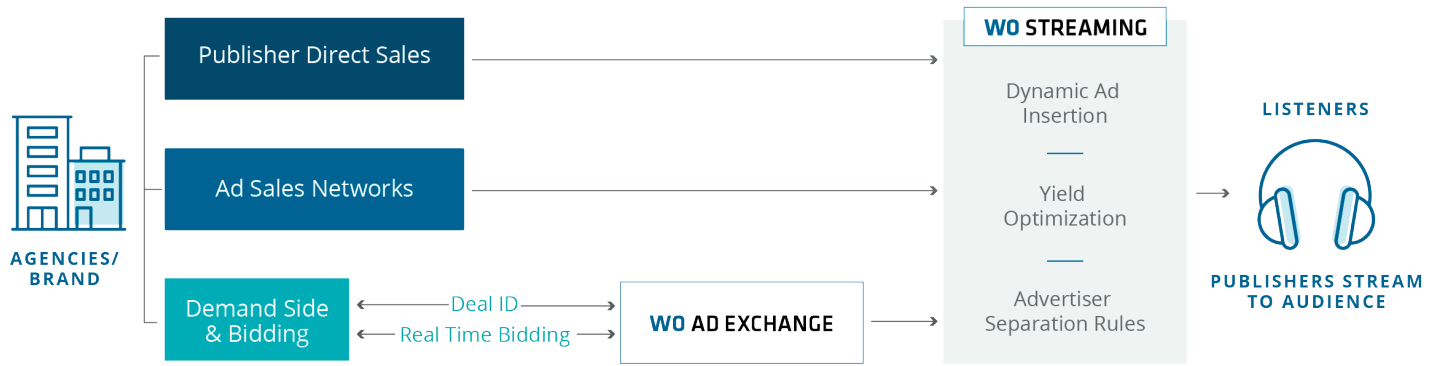 AGENCIES/
BRAND
Publisher Direct Sales
Ad Sales Networks
Demand Side
& Bidding
Deal ID
Real Time Bidding
WO AD EXCHANGE
WO STREAMING
Dynamic Ad
Insertion
Yield
Optimization
Advertiser
Separation Rules
LISTENERS
PUBLISHERS STREAM
TO AUDIENCE